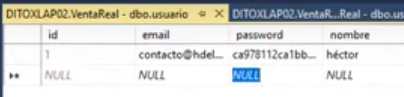 DITOXLAP02.VentaReal - dbo.usuario DITOXLAP02.VentaR...Real - dbo.us
id email password nombre
1 contacto@hdel... ca978112ca1bb... héctor
NULL NULL NULL NULL